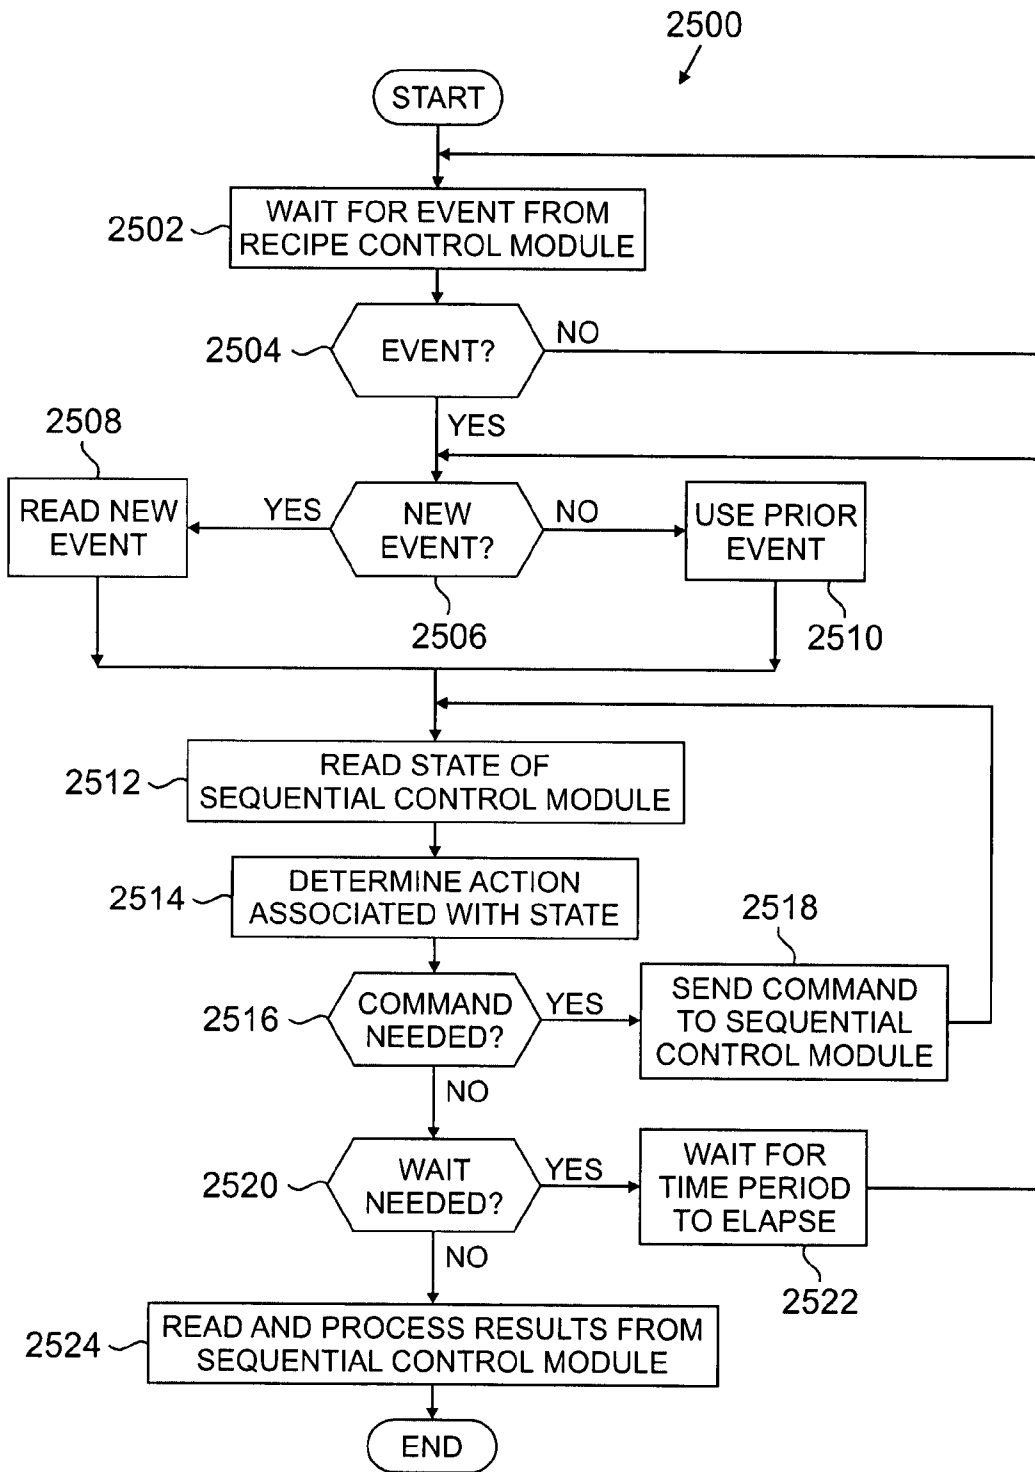 2500
START
2502
WAIT FOR EVENT FROM
RECIPE CONTROL MODULE
2504
EVENT?
NO
YES
2508
READ NEW
EVENT
YES
NEW
EVENT?
NO
USE PRIOR
EVENT
2506
2510
2512
READ STATE OF
SEQUENTIAL CONTROL MODULE
2514
DETERMINE ACTION
ASSOCIATED WITH STATE
2516
COMMAND
NEEDED?
YES
2518
SEND COMMAND
TO SEQUENTIAL
CONTROL MODULE
NO
2520
WAIT
NEEDED?
YES
WAIT FOR
TIME PERIOD
TO ELAPSE
2522
NO
2524
READ AND PROCESS RESULTS FROM
SEQUENTIAL CONTROL MODULE
END